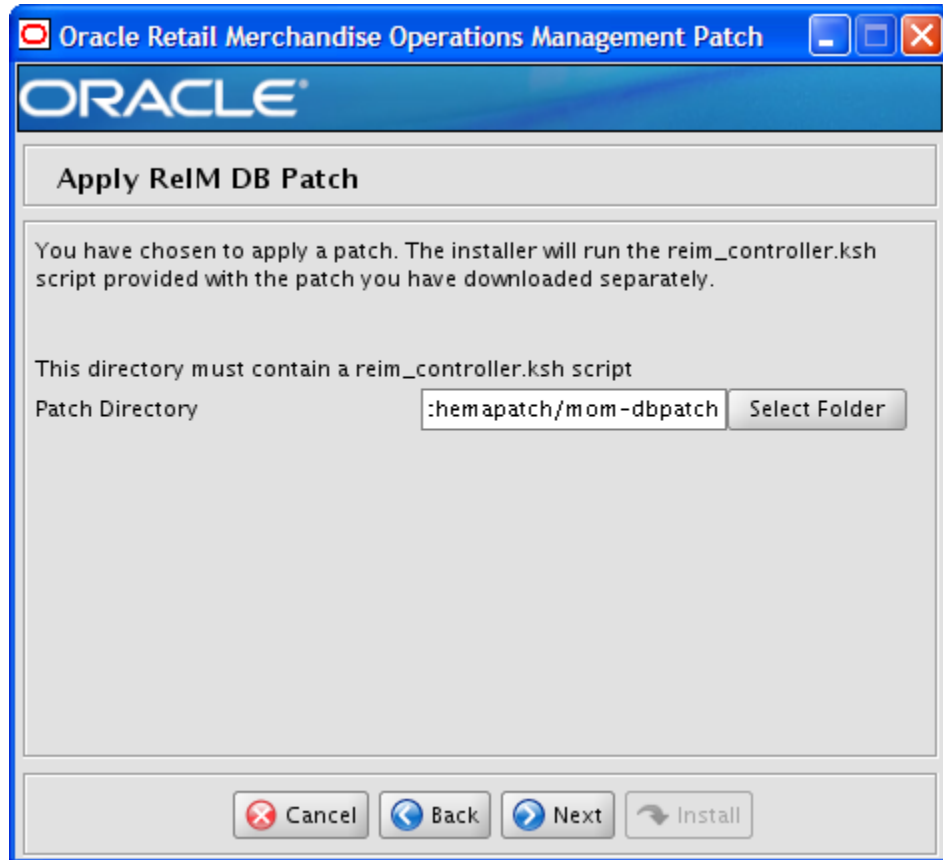 Oracle Retail Merchandise Operations Management Patch
ORACLE®
Apply ReIM DB Patch
You have chosen to apply a patch. The installer will run the reim_controller.ksh
script provided with the patch you have downloaded separately.
This directory must contain a reim_controller.ksh script
Patch Directory :hemapatch/mom-dbpatch Select Folder
Cancel Back Next Install